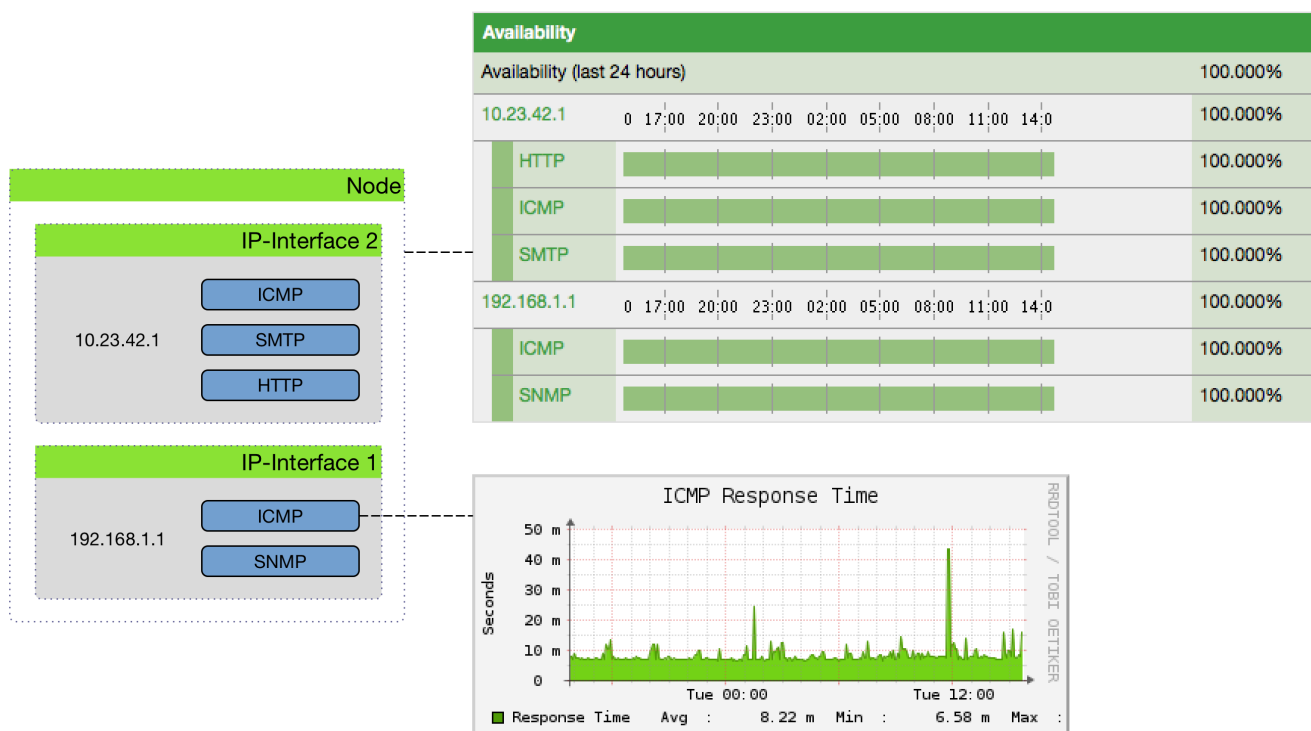 Node
IP-Interface 2
10.23.42.1
ICMP
SMTP
HTTP
IP-Interface 1
192.168.1.1
ICMP
SNMP
Availability
Availability (last 24 hours) 100.000%
10.23.42.1 0 17:00 20:00 23:00 02:00 05:00 08:00 11:00 14:0 100.000%
HTTP 100.000%
ICMP 100.000%
SMTP 100.000%
192.168.1.1 0 17:00 20:00 23:00 02:00 05:00 08:00 11:00 14:0 100.000%
ICMP 100.000%
SNMP 100.000%
ICMP Response Time
RRDTOOL / TOBI OETIKER
Seconds
50 m
40 m
30 m
20 m
10 m
0
Tue 00:00 Tue 12:00
Response Time Avg : 8.22 m Min : 6.58 m Max :